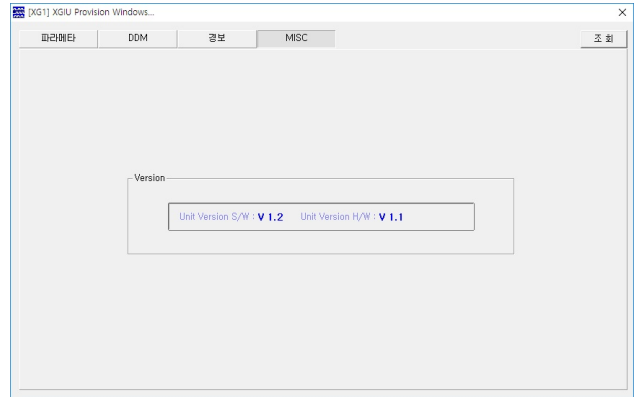 [XG1] XGIU Provision Windows...
파라메타 DDM 경보 MISC 조 회
Version
Unit Version S/W : V 1.2 Unit Version H/W : V 1.1